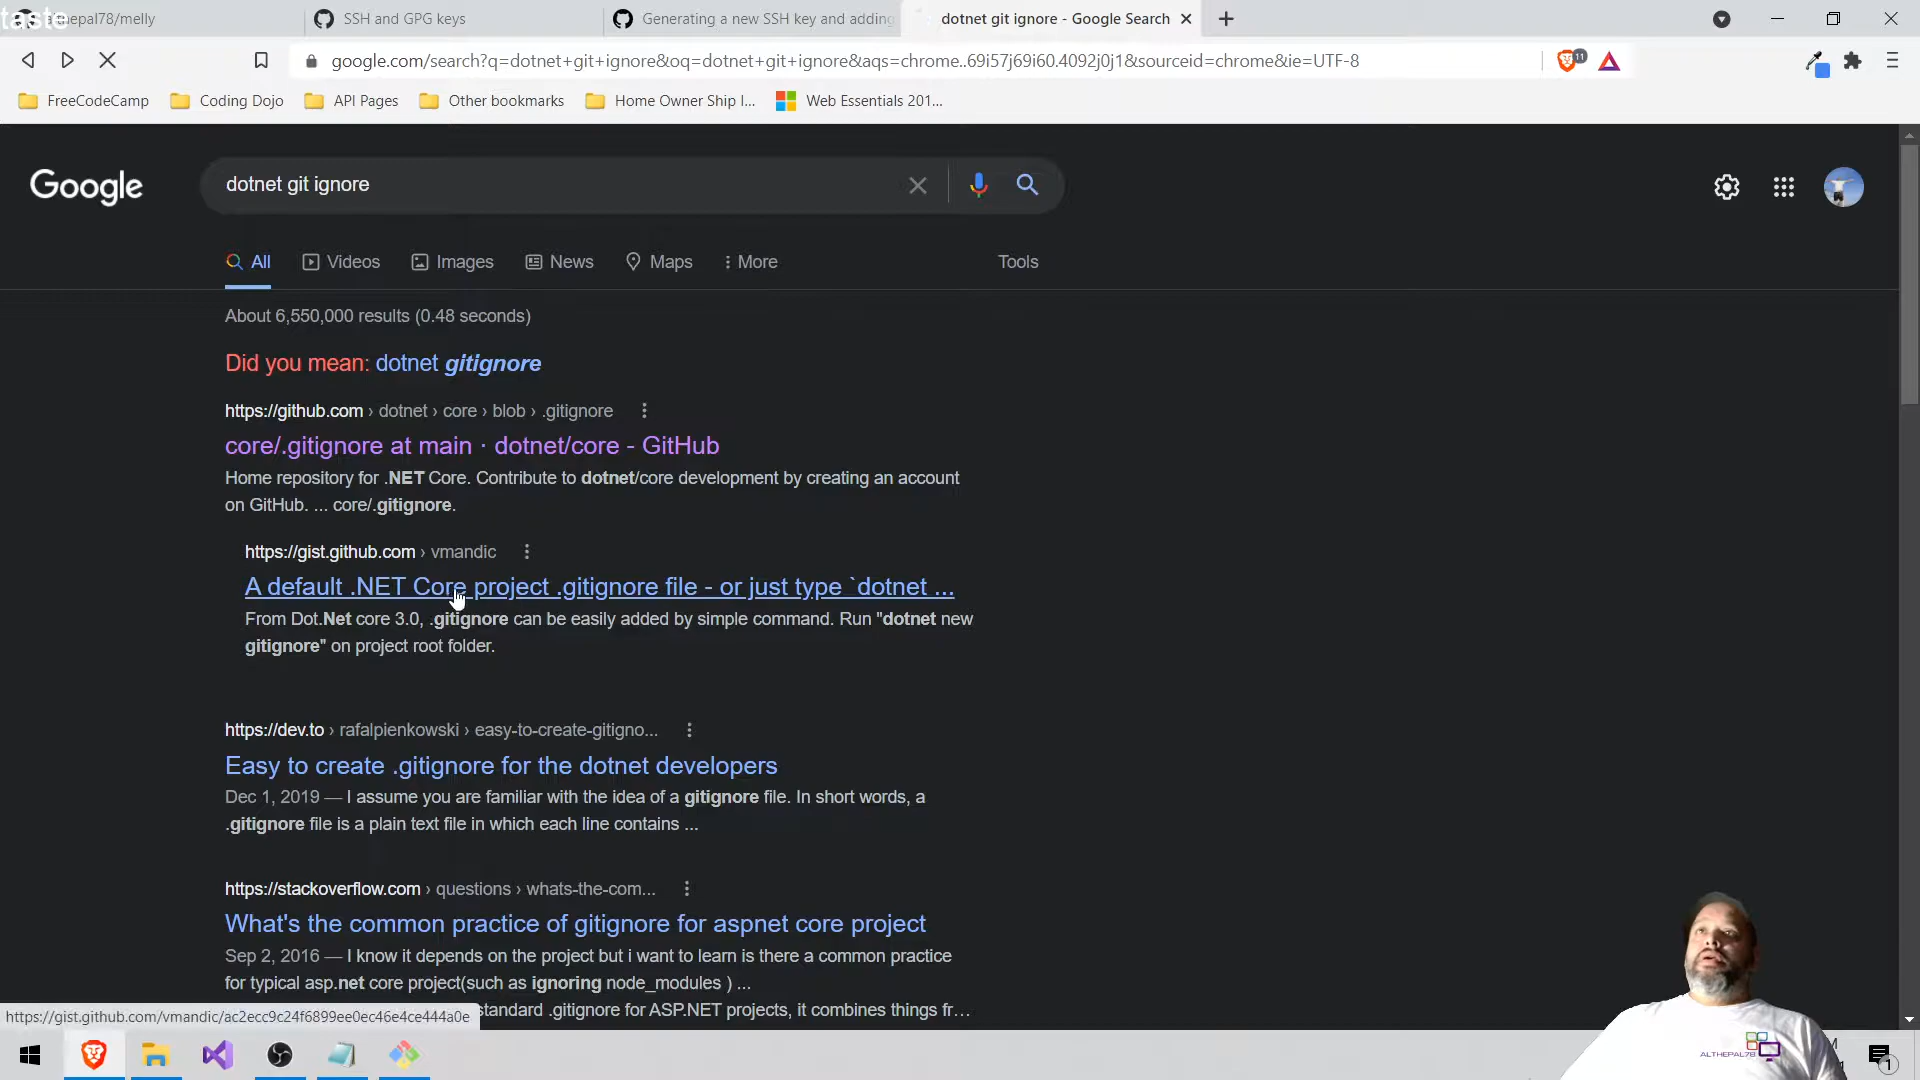 taste
althepal78/melly
SSH and GPG keys
Generating a new SSH key and adding
dotnet git ignore - Google Search
google.com/search?q=dotnet+git+ignore&oq=dotnet+git+ignore&aqs=chrome..69i57j69i60.4092j0j1&sourceid=chrome&ie=UTF-8
11
FreeCodeCamp
Coding Dojo
API Pages
Other bookmarks
Home Owner Ship I...
Web Essentials 201...
Google
dotnet git ignore
All
Videos
Images
News
Maps
More
Tools
About 6,550,000 results (0.48 seconds)
Did you mean: dotnet gitignore
https://github.com › dotnet › core › blob › .gitignore
core/.gitignore at main · dotnet/core - GitHub
Home repository for .NET Core. Contribute to dotnet/core development by creating an account
on GitHub. ... core/.gitignore.
https://gist.github.com › vmandic
A default .NET Core project .gitignore file - or just type `dotnet ...
From Dot.Net core 3.0, .gitignore can be easily added by simple command. Run "dotnet new
gitignore" on project root folder.
https://dev.to › rafalpienkowski › easy-to-create-gitigno...
Easy to create .gitignore for the dotnet developers
Dec 1, 2019 — I assume you are familiar with the idea of a gitignore file. In short words, a
.gitignore file is a plain text file in which each line contains ...
https://stackoverflow.com › questions › whats-the-com...
What's the common practice of gitignore for aspnet core project
Sep 2, 2016 — I know it depends on the project but i want to learn is there a common practice
for typical asp.net core project(such as ignoring node_modules ) ...
standard .gitignore for ASP.NET projects, it combines things fr...
https://gist.github.com/vmandic/ac2ecc9c24f6899ee0ec46e4ce444a0e
ALTHEPAL78
1